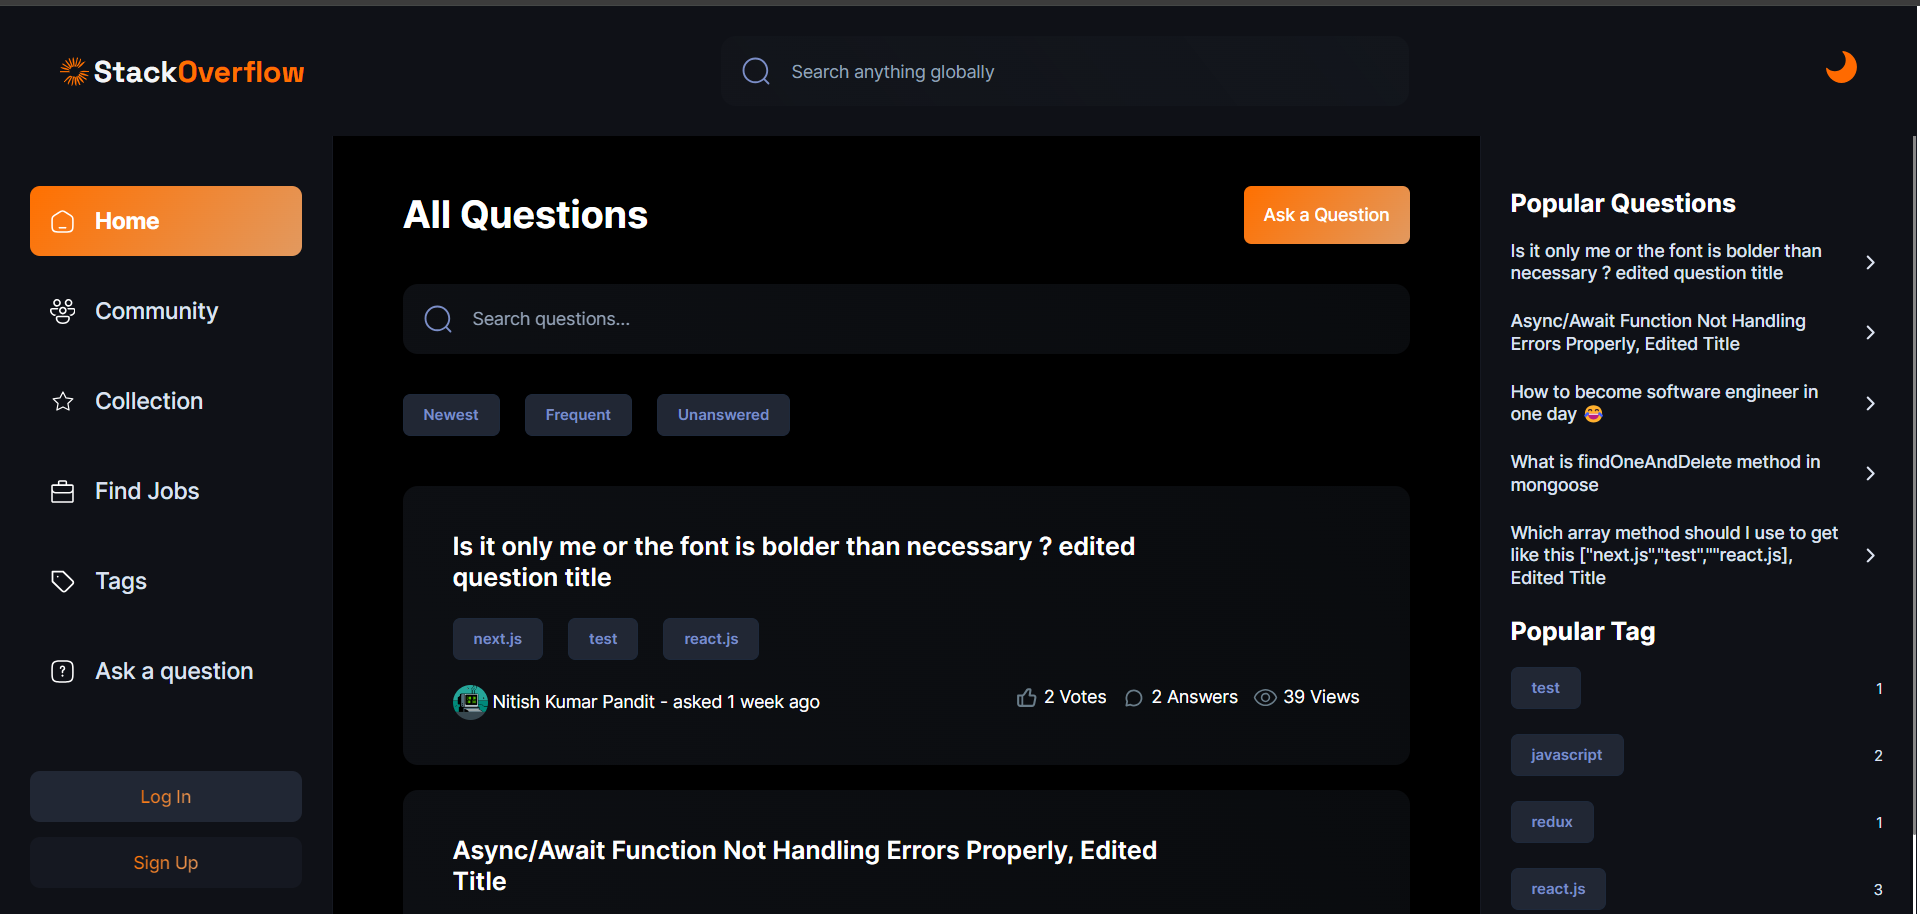 StackOverflow
Search anything globally
Home
Community
Collection
Find Jobs
Tags
Ask a question
Log In
Sign Up
All Questions
Ask a Question
Search questions...
Newest
Frequent
Unanswered
Is it only me or the font is bolder than necessary ? edited
question title
next.js
test
react.js
Nitish Kumar Pandit - asked 1 week ago
2 Votes
2 Answers
39 Views
Async/Await Function Not Handling Errors Properly, Edited
Title
Popular Questions
Is it only me or the font is bolder than
necessary ? edited question title
Async/Await Function Not Handling
Errors Properly, Edited Title
How to become software engineer in
one day 😂
What is findOneAndDelete method in
mongoose
Which array method should I use to get
like this ["next.js","test",""react.js],
Edited Title
Popular Tag
test 1
javascript 2
redux 1
react.js 3